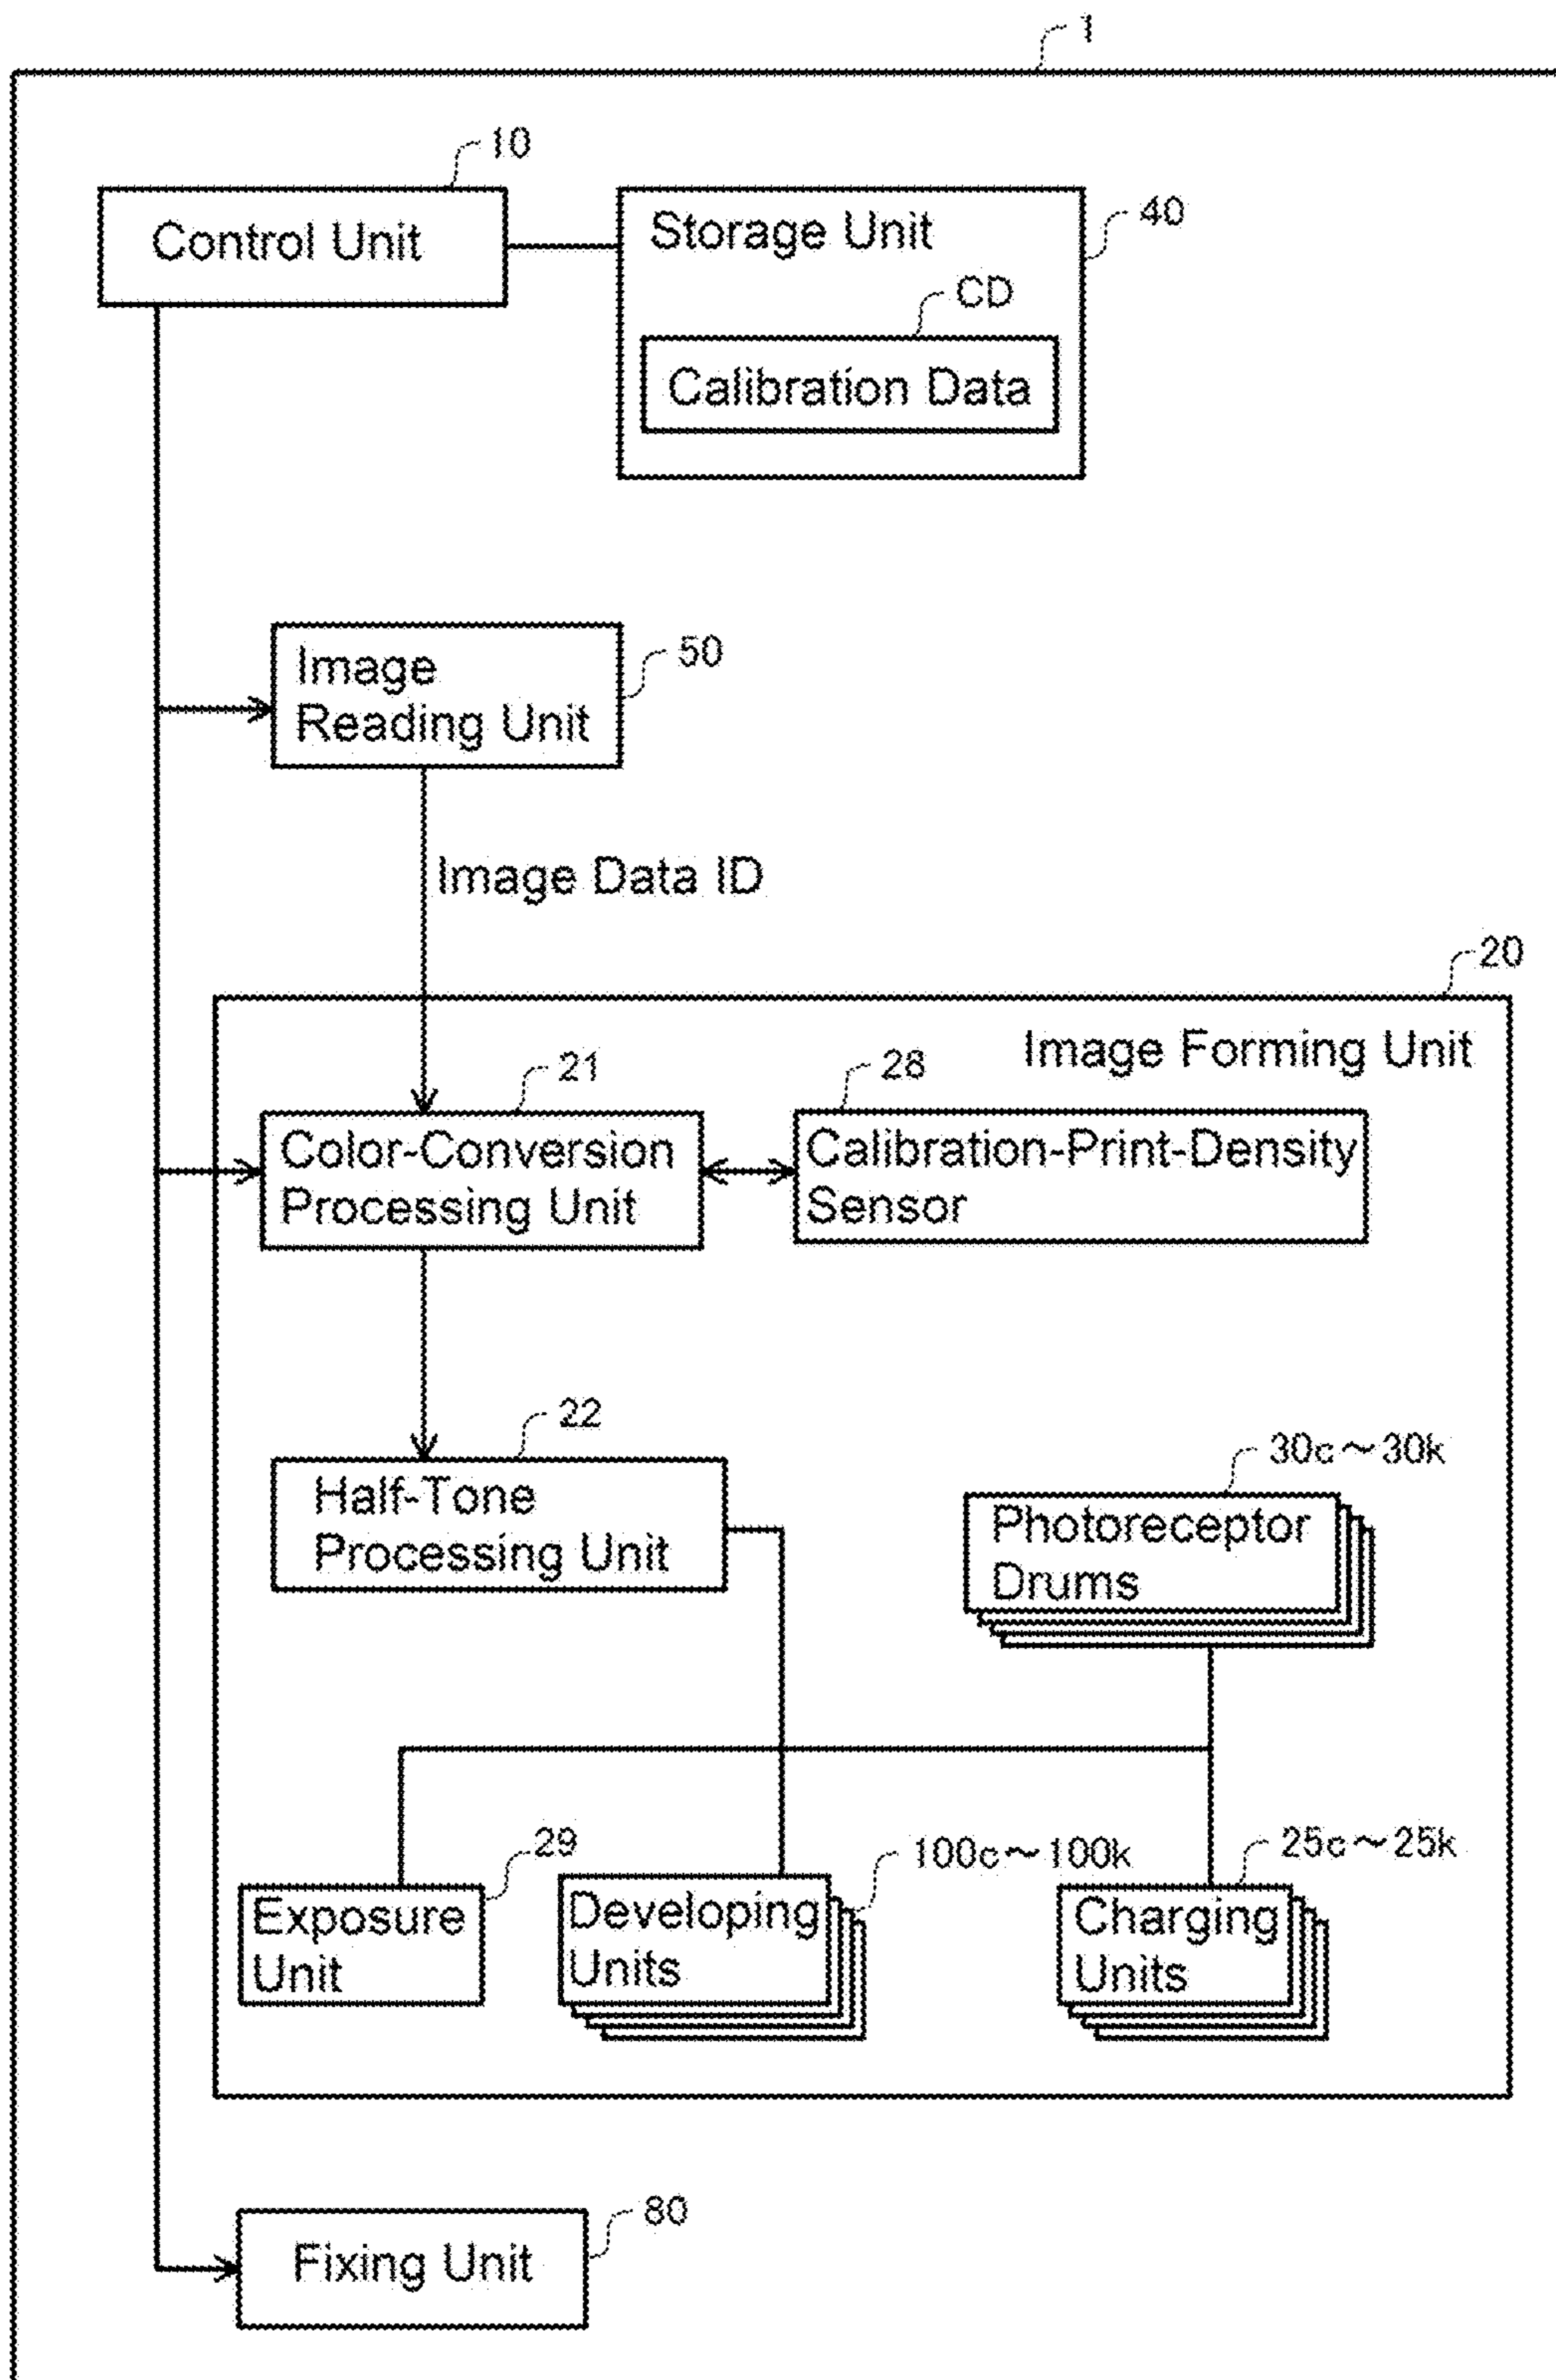 1
10
Control Unit
Storage Unit
40
CD
Calibration Data
Image
Reading Unit
50
Image Data ID
20
Image Forming Unit
21
Color-Conversion
Processing Unit
28
Calibration-Print-Density
Sensor
22
Half-Tone
Processing Unit
30c～30k
Photoreceptor
Drums
29
Exposure
Unit
100c～100k
Developing
Units
25c～25k
Charging
Units
80
Fixing Unit